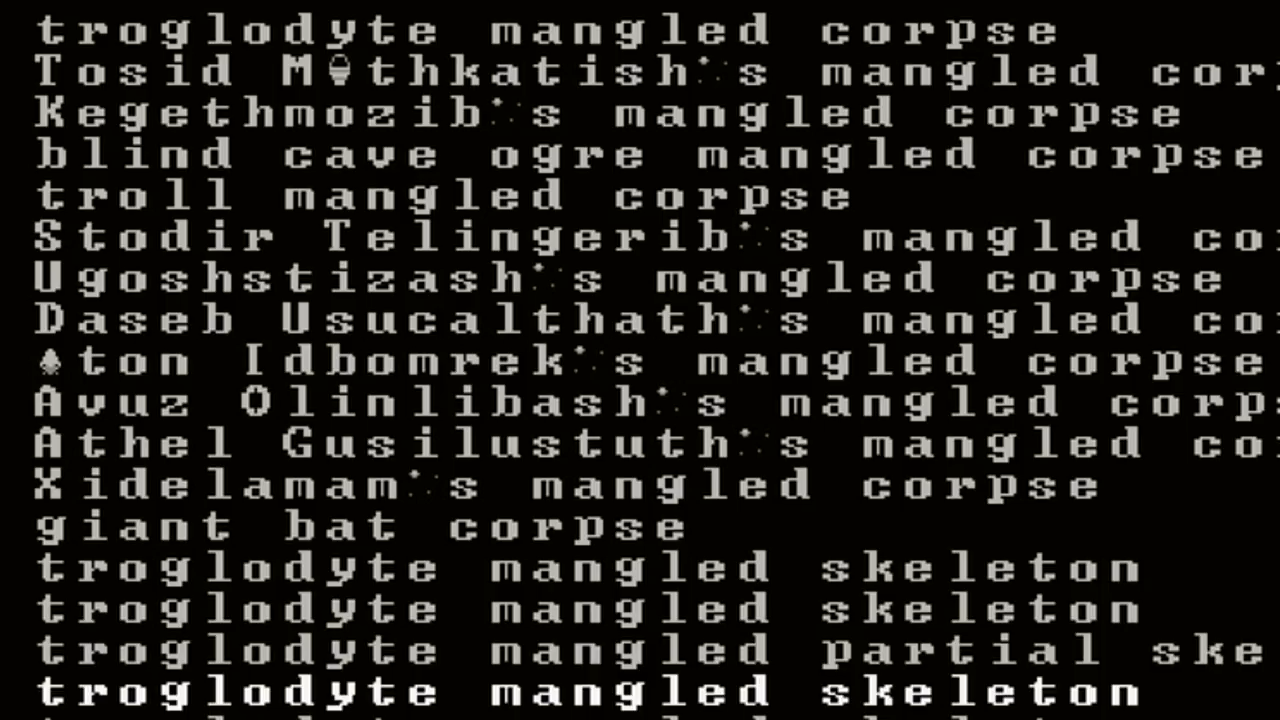 troglodyte mangled corpse
Tosid M thkatish's mangled cor
Kegethmozib's mangled corpse
blind cave ogre mangled corpse
troll mangled corpse
Stodir Telingerib's mangled co
Ugoshstizash's mangled corpse
Daseb Usucalthath's mangled co
ton Idbomrek's mangled corpse
Avuz Olinlibash's mangled corp
Athel Gusilustuth's mangled co
Xidelamam's mangled corpse
giant bat corpse
troglodyte mangled skeleton
troglodyte mangled skeleton
troglodyte mangled partial ske
troglodyte mangled skeleton